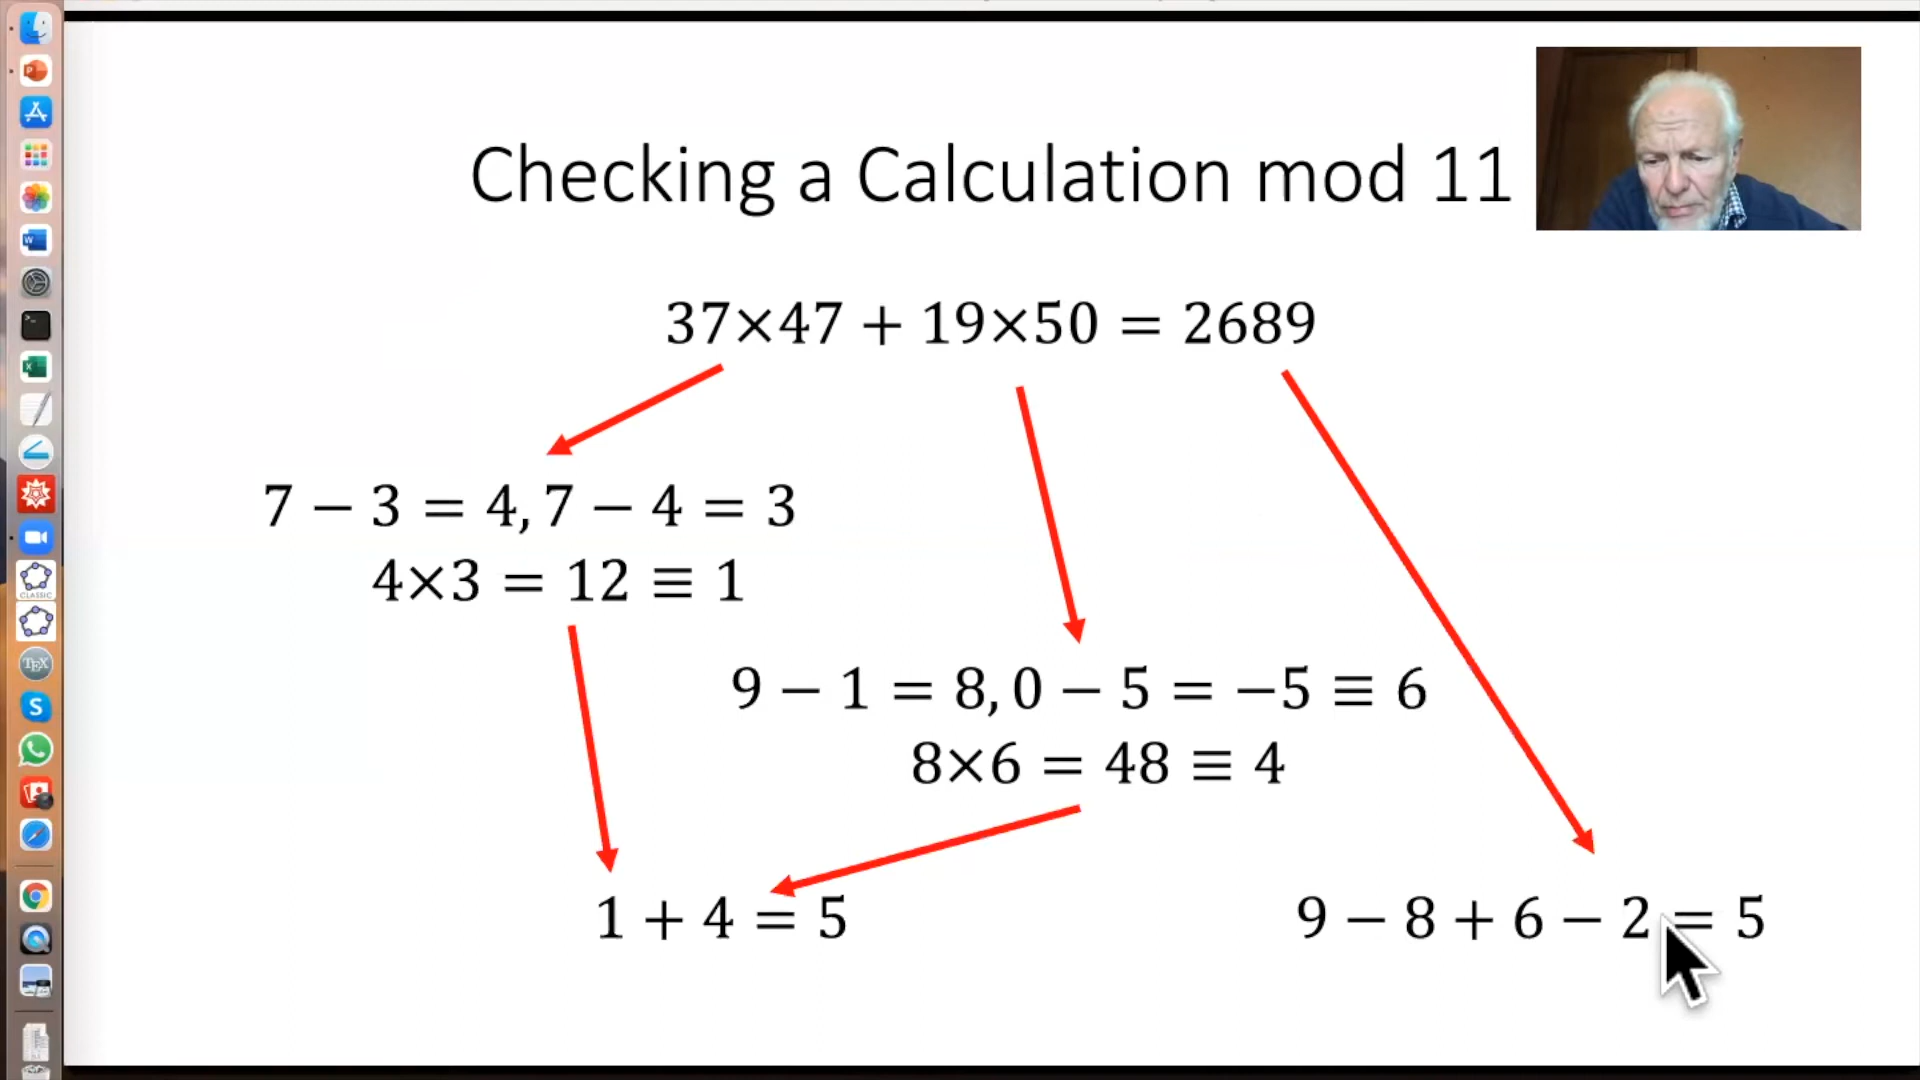 Checking a Calculation mod 11
37×47 + 19×50 = 2689
7 − 3 = 4, 7 − 4 = 3
4×3 = 12 ≡ 1
9 − 1 = 8, 0 − 5 = −5 ≡ 6
8×6 = 48 ≡ 4
1 + 4 = 5
9 − 8 + 6 − 2 = 5
CLASSIC
TEX